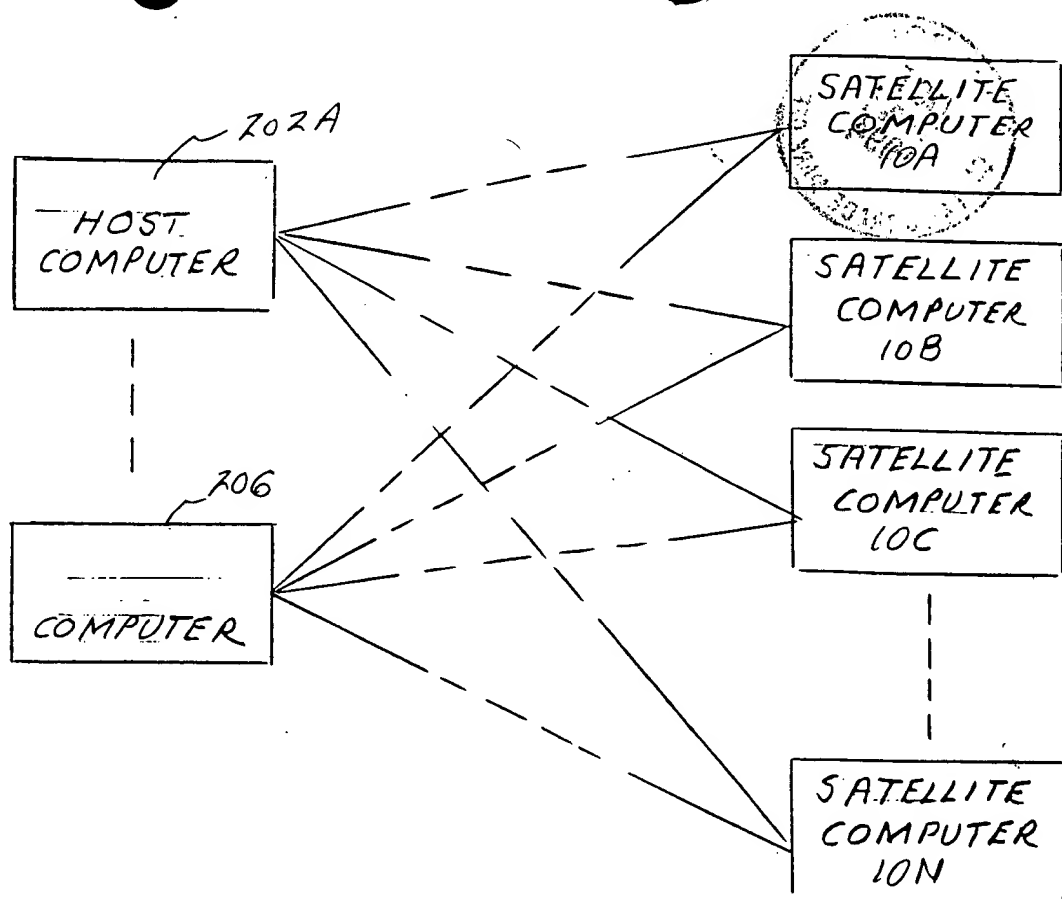 202A
HOST
COMPUTER
206
COMPUTER
SATELLITE
COMPUTER
10A
SATELLITE
COMPUTER
10B
SATELLITE
COMPUTER
10C
SATELLITE
COMPUTER
10N